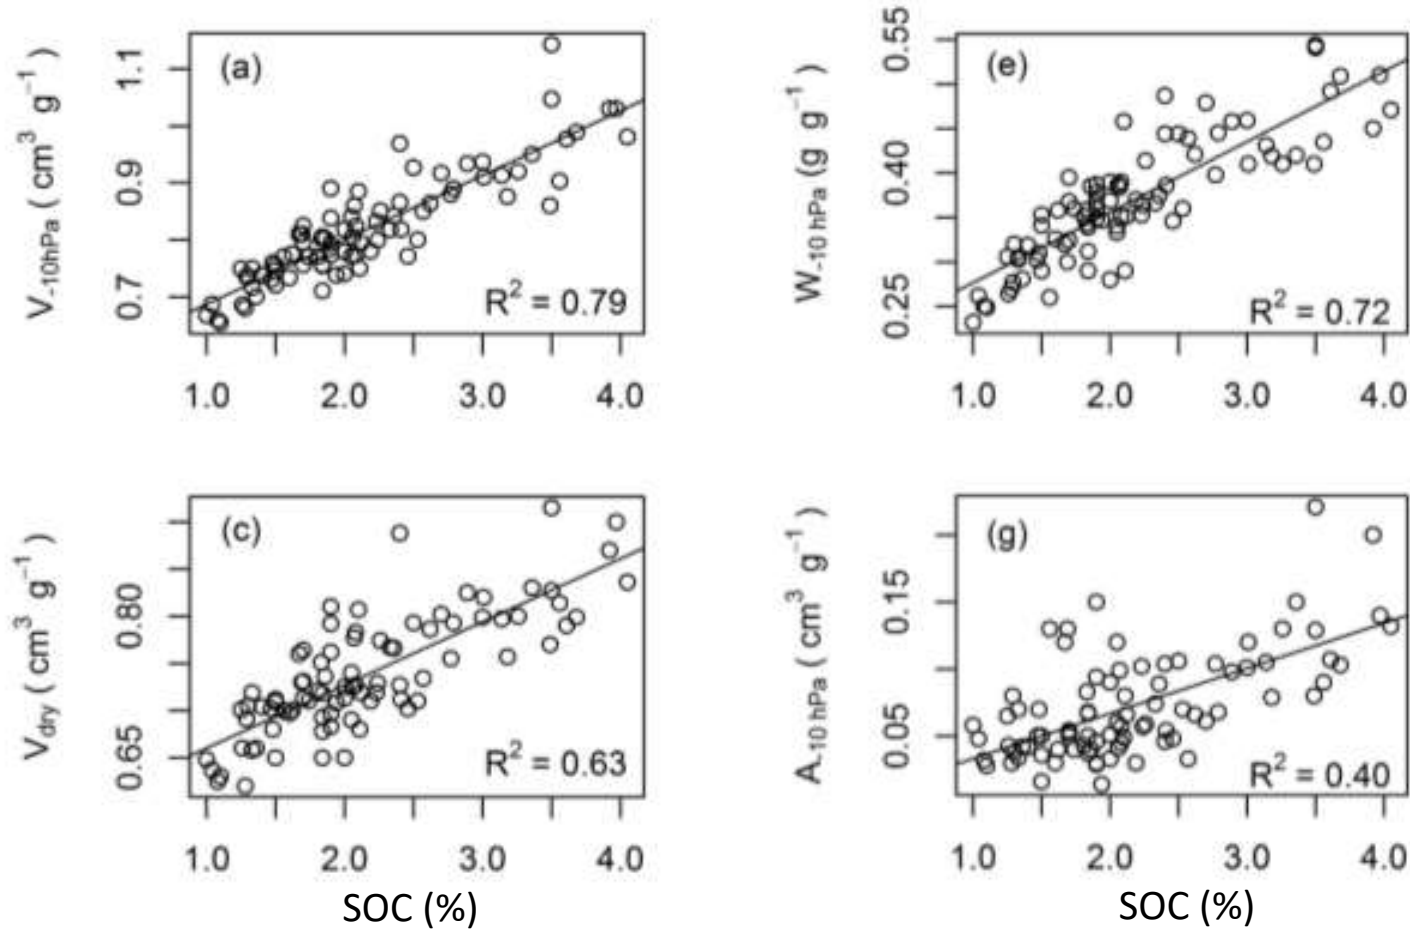 (a)
V-10hPa ( cm³ g⁻¹ )
1.1
0.9
0.7
R² = 0.79
1.0 2.0 3.0 4.0
(e)
W-10 hPa (g g⁻¹ )
0.55
0.40
0.25
R² = 0.72
1.0 2.0 3.0 4.0
(c)
Vdry ( cm³ g⁻¹ )
0.80
0.65
R² = 0.63
1.0 2.0 3.0 4.0
SOC (%)
(g)
A-10 hPa ( cm³ g⁻¹ )
0.15
0.05
R² = 0.40
1.0 2.0 3.0 4.0
SOC (%)